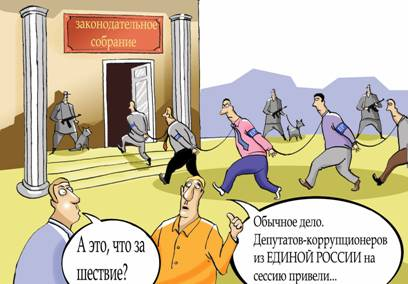 законодательное
собрание
А это, что за
шествие?
Обычное дело.
Депутатов-коррупционеров
из ЕДИНОЙ РОССИИ на
сессию привели...